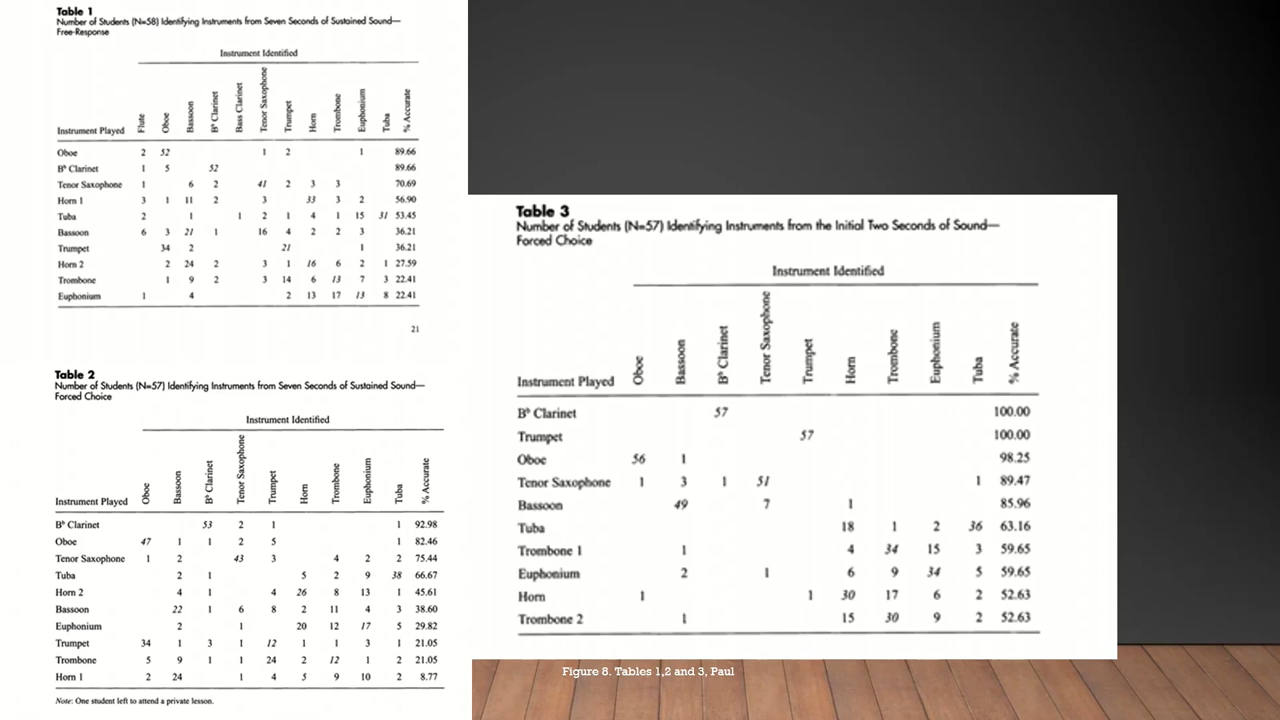 Table 1
Number of Students (N=58) Identifying Instruments from Seven Seconds of Sustained Sound—
Free-Response
Instrument Identified
Instrument Played Flute Oboe Bassoon Bb Clarinet Bass Clarinet Tenor Saxophone Trumpet Horn Trombone Euphonium Tuba % Accurate
Oboe 2 52 1 2 1 89.66
Bb Clarinet 1 5 52 89.66
Tenor Saxophone 1 6 2 41 2 3 3 70.69
Horn 1 3 1 11 2 3 33 3 2 56.90
Tuba 2 1 1 2 1 4 1 15 31 53.45
Bassoon 6 3 21 1 16 4 2 2 3 36.21
Trumpet 34 2 21 1 36.21
Horn 2 2 24 2 3 1 16 6 2 1 27.59
Trombone 1 9 2 3 14 6 13 7 3 22.41
Euphonium 1 4 2 13 17 13 8 22.41
21
Table 2
Number of Students (N=57) Identifying Instruments from Seven Seconds of Sustained Sound—
Forced Choice
Instrument Identified
Instrument Played Oboe Bassoon Bb Clarinet Tenor Saxophone Trumpet Horn Trombone Euphonium Tuba % Accurate
Bb Clarinet 53 2 1 1 92.98
Oboe 47 1 1 2 5 1 82.46
Tenor Saxophone 1 2 43 3 4 2 2 75.44
Tuba 2 1 5 2 9 38 66.67
Horn 2 4 1 4 26 8 13 1 45.61
Bassoon 22 1 6 8 2 11 4 3 38.60
Euphonium 2 1 20 12 17 5 29.82
Trumpet 34 1 3 1 12 1 1 3 1 21.05
Trombone 5 9 1 1 24 2 12 1 2 21.05
Horn 1 2 24 1 4 5 9 10 2 8.77
Note: One student left to attend a private lesson.
Table 3
Number of Students (N=57) Identifying Instruments from the Initial Two Seconds of Sound—
Forced Choice
Instrument Identified
Instrument Played Oboe Bassoon Bb Clarinet Tenor Saxophone Trumpet Horn Trombone Euphonium Tuba % Accurate
Bb Clarinet 57 100.00
Trumpet 57 100.00
Oboe 56 1 98.25
Tenor Saxophone 1 3 1 51 1 89.47
Bassoon 49 7 1 85.96
Tuba 18 1 2 36 63.16
Trombone 1 1 4 34 15 3 59.65
Euphonium 2 1 6 9 34 5 59.65
Horn 1 1 30 17 6 2 52.63
Trombone 2 1 15 30 9 2 52.63
Figure 8. Tables 1,2 and 3, Paul